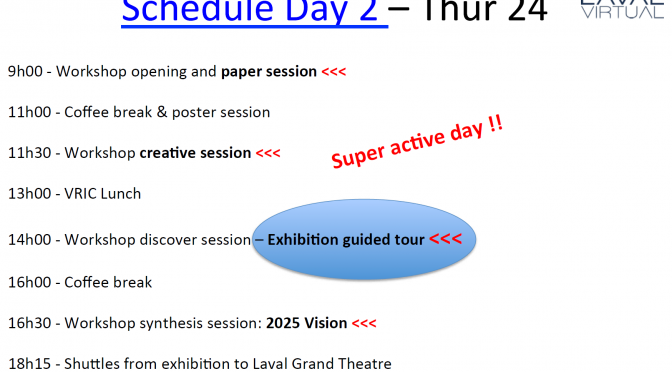 Schedule Day 2 – Thur 24
LAVAL
VIRTUAL
9h00 - Workshop opening and paper session <<<
11h00 - Coffee break & poster session
Super active day !!
11h30 - Workshop creative session <<<
13h00 - VRIC Lunch
14h00 - Workshop discover session – Exhibition guided tour <<<
16h00 - Coffee break
16h30 - Workshop synthesis session: 2025 Vision <<<
18h15 - Shuttles from exhibition to Laval Grand Theatre